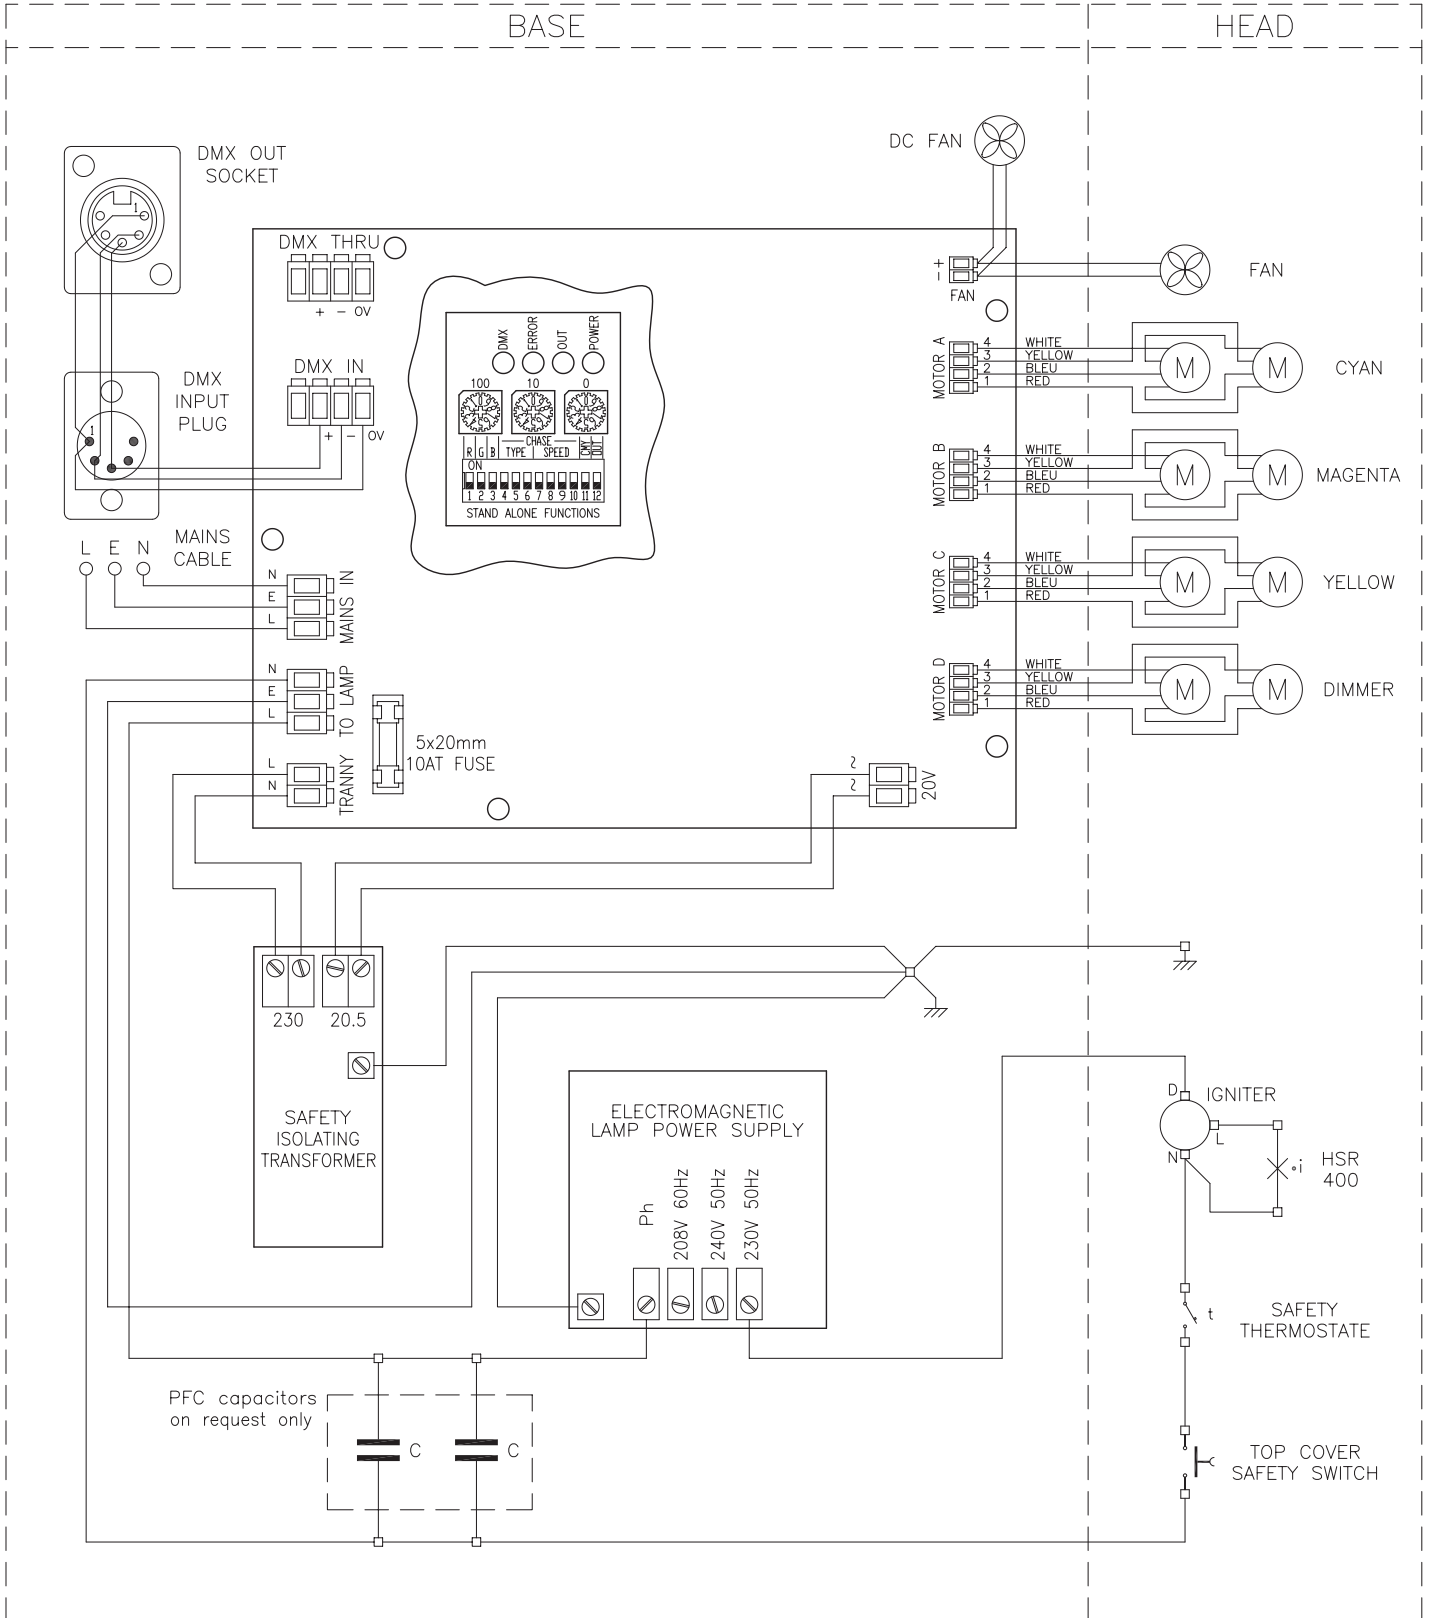 BASE
HEAD
DMX OUT
SOCKET
DC FAN
DMX THRU
+ - 0V
+
-
FAN
FAN
DMX
ERROR
OUT
POWER
100 10 0
R G B TYPE CHASE SPEED CMY OUT
ON
1 2 3 4 5 6 7 8 9 10 11 12
STAND ALONE FUNCTIONS
DMX
INPUT
PLUG
1
1
DMX IN
+ - 0V
MOTOR A
4 WHITE
3 YELLOW
2 BLEU
1 RED
M M
CYAN
MOTOR B
4 WHITE
3 YELLOW
2 BLEU
1 RED
M M
MAGENTA
MAINS
CABLE
L E N
N
E
L
MAINS IN
MOTOR C
4 WHITE
3 YELLOW
2 BLEU
1 RED
M M
YELLOW
N
E
L
TO LAMP
MOTOR D
4 WHITE
3 YELLOW
2 BLEU
1 RED
M M
DIMMER
5x20mm
10AT FUSE
L
N
TRANNY
~
~
20V
230 20.5
SAFETY
ISOLATING
TRANSFORMER
ELECTROMAGNETIC
LAMP POWER SUPPLY
Ph
208V 60Hz
240V 50Hz
230V 50Hz
D
IGNITER
L
N
i
HSR
400
t
SAFETY
THERMOSTATE
PFC capacitors
on request only
C C
TOP COVER
SAFETY SWITCH